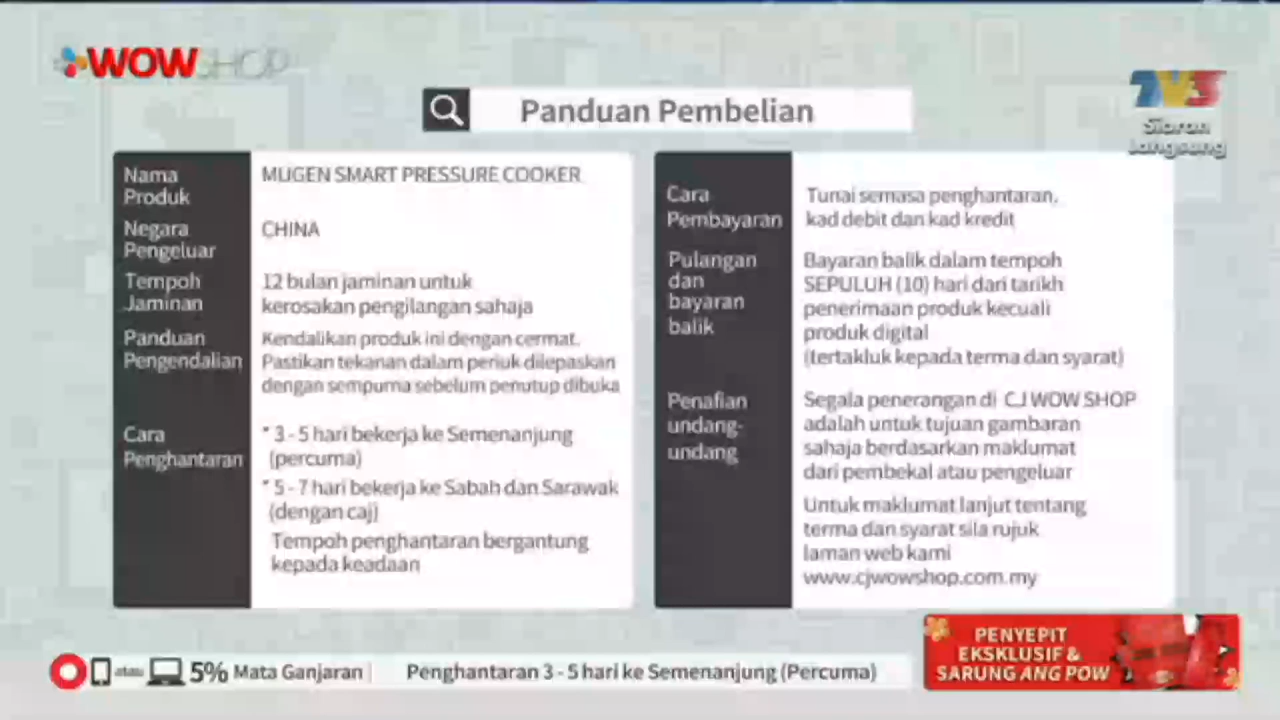 WOWSHOP
TV3
Siaran
Langsung
Panduan Pembelian
Nama
Produk
MUGEN SMART PRESSURE COOKER
Negara
Pengeluar
CHINA
Tempoh
Jaminan
12 bulan jaminan untuk
kerosakan pengilangan sahaja
Panduan
Pengendalian
Kendalikan produk ini dengan cermat.
Pastikan tekanan dalam periuk dilepaskan
dengan sempurna sebelum penutup dibuka
Cara
Penghantaran
* 3 - 5 hari bekerja ke Semenanjung
(percuma)
* 5 - 7 hari bekerja ke Sabah dan Sarawak
(dengan caj)
Tempoh penghantaran bergantung
kepada keadaan
Cara
Pembayaran
Tunai semasa penghantaran,
kad debit dan kad kredit
Pulangan
dan
bayaran
balik
Bayaran balik dalam tempoh
SEPULUH (10) hari dari tarikh
penerimaan produk kecuali
produk digital
(tertakluk kepada terma dan syarat)
Penafian
undang-
undang
Segala penerangan di CJ WOW SHOP
adalah untuk tujuan gambaran
sahaja berdasarkan maklumat
dari pembekal atau pengeluar
Untuk maklumat lanjut tentang
terma dan syarat sila rujuk
laman web kami
www.cjwowshop.com.my
atau 5% Mata Ganjaran | Penghantaran 3 - 5 hari ke Semenanjung (Percuma)
PENYEPIT
EKSKLUSIF &
SARUNG ANG POW